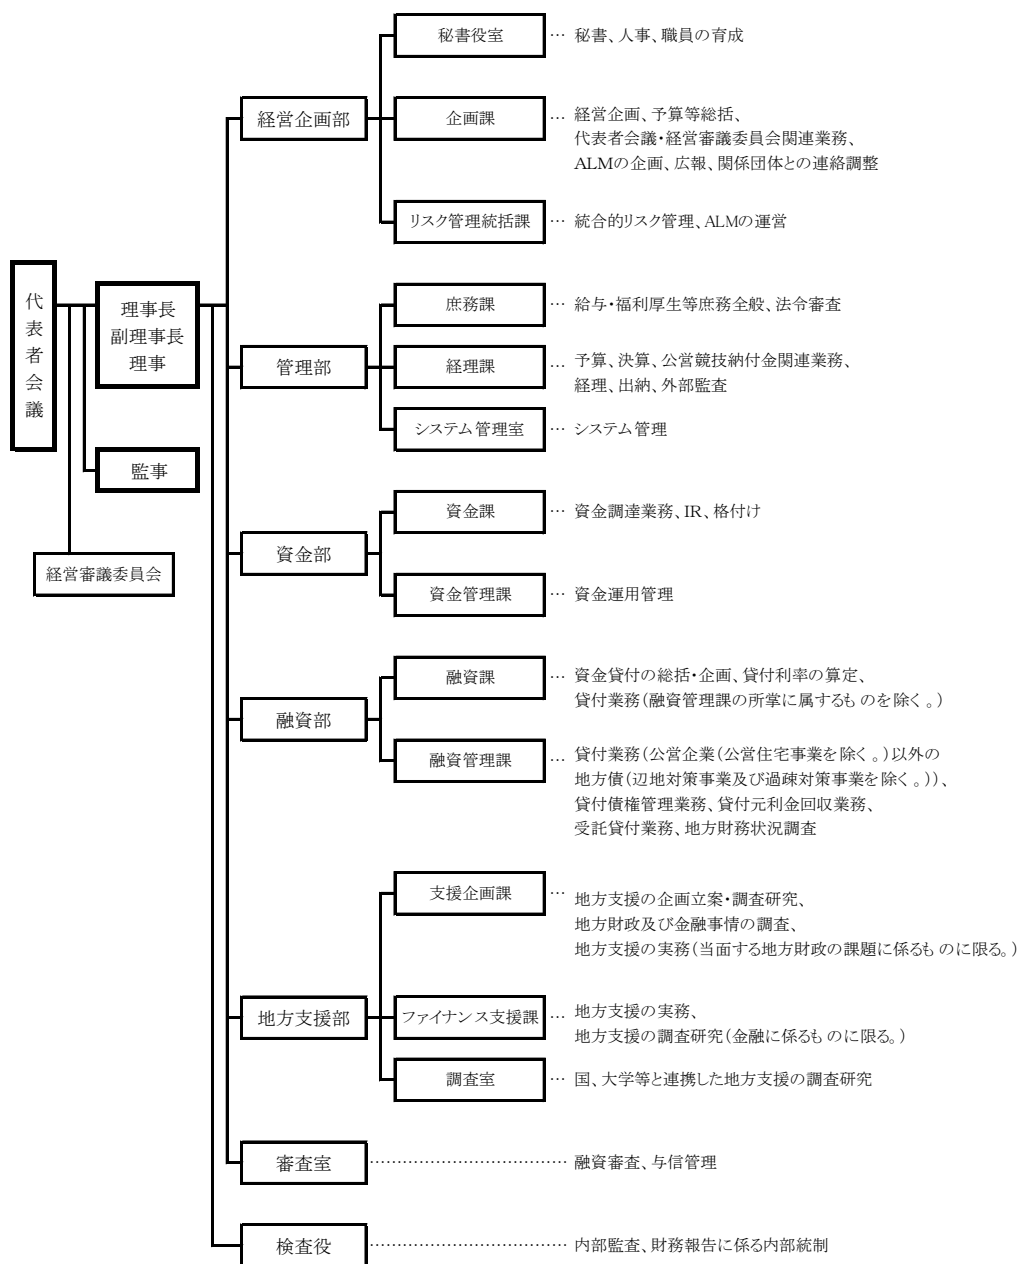 秘書役室 … 秘書、人事、職員の育成
経営企画部
企画課 … 経営企画、予算等総括、
代表者会議・経営審議委員会関連業務、
ALMの企画、広報、関係団体との連絡調整
リスク管理統括課 … 統合的リスク管理、ALMの運営
代表者会議
理事長
副理事長
理事
監事
経営審議委員会
庶務課 … 給与・福利厚生等庶務全般、法令審査
管理部
経理課 … 予算、決算、公営競技納付金関連業務、
経理、出納、外部監査
システム管理室 … システム管理
資金課 … 資金調達業務、IR、格付け
資金部
資金管理課 … 資金運用管理
融資課 … 資金貸付の総括・企画、貸付利率の算定、
貸付業務(融資管理課の所掌に属するものを除く。)
融資部
融資管理課 … 貸付業務(公営企業(公営住宅事業を除く。)以外の
地方債(辺地対策事業及び過疎対策事業を除く。))、
貸付債権管理業務、貸付元利金回収業務、
受託貸付業務、地方財務状況調査
支援企画課 … 地方支援の企画立案・調査研究、
地方財政及び金融事情の調査、
地方支援の実務(当面する地方財政の課題に係るものに限る。)
地方支援部
ファイナンス支援課 … 地方支援の実務、
地方支援の調査研究(金融に係るものに限る。)
調査室 … 国、大学等と連携した地方支援の調査研究
審査室 ………………………………… 融資審査、与信管理
検査役 ………………………………… 内部監査、財務報告に係る内部統制